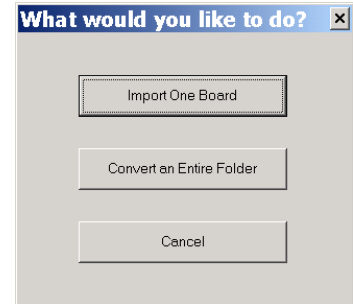 What would you like to do?
Import One Board
Convert an Entire Folder
Cancel